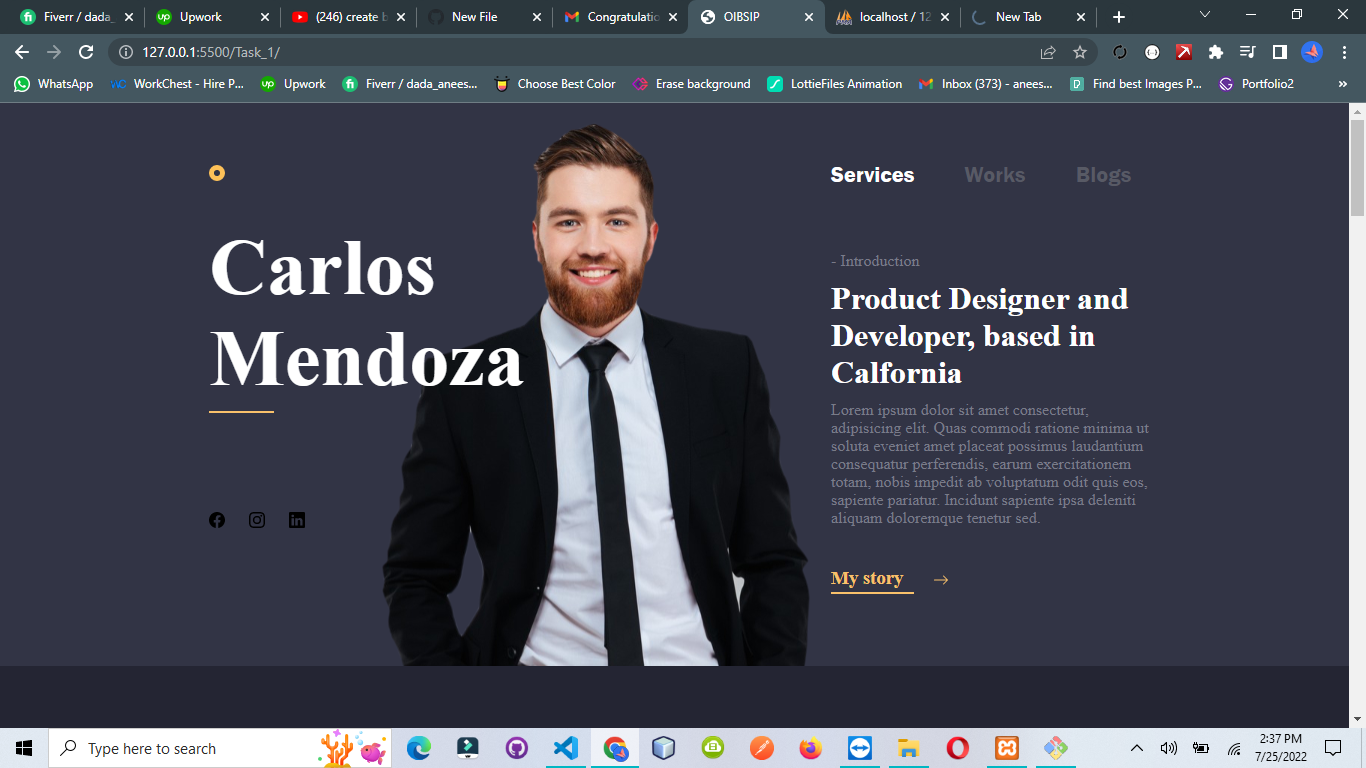 Fiverr / dada_
Upwork
(246) create b
New File
Congratulatio
OIBSIP
localhost / 12
New Tab
127.0.0.1:5500/Task_1/
WhatsApp
WorkChest - Hire P...
Upwork
Fiverr / dada_anees...
Choose Best Color
Erase background
LottieFiles Animation
Inbox (373) - anees...
Find best Images P...
Portfolio2
»
Services
Works
Blogs
Carlos
Mendoza
- Introduction
Product Designer and
Developer, based in
Calfornia
Lorem ipsum dolor sit amet consectetur,
adipisicing elit. Quas commodi ratione minima ut
soluta eveniet amet placeat possimus laudantium
consequatur perferendis, earum exercitationem
totam, nobis impedit ab voluptatum odit quis eos,
sapiente pariatur. Incidunt sapiente ipsa deleniti
aliquam doloremque tenetur sed.
My story
Type here to search
2:37 PM
7/25/2022